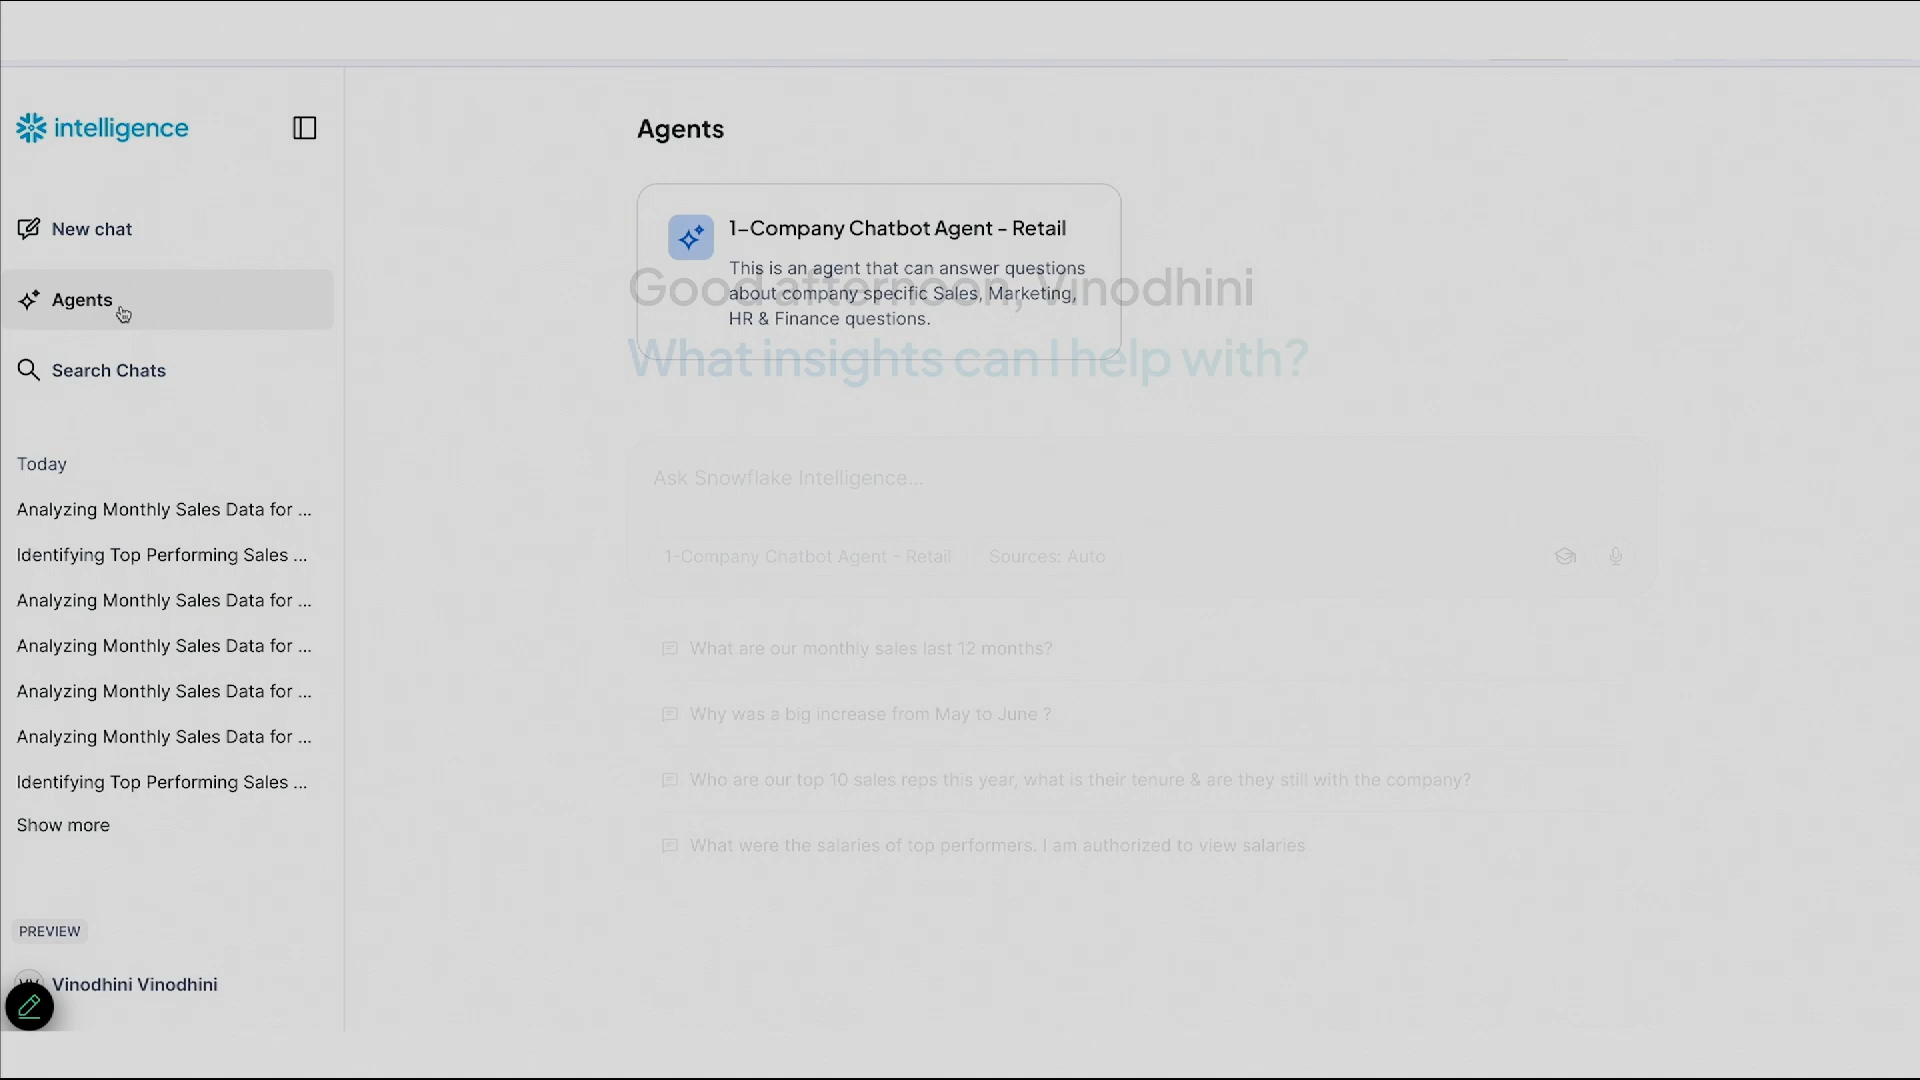 intelligence
New chat
Agents
Search Chats
Today
Analyzing Monthly Sales Data for ...
Identifying Top Performing Sales ...
Analyzing Monthly Sales Data for ...
Analyzing Monthly Sales Data for ...
Analyzing Monthly Sales Data for ...
Analyzing Monthly Sales Data for ...
Identifying Top Performing Sales ...
Show more
PREVIEW
Vinodhini Vinodhini
Agents
1-Company Chatbot Agent - Retail
This is an agent that can answer questions
about company specific Sales, Marketing,
HR & Finance questions.
Good afternoon, Vinodhini
What insights can I help with?
Ask Snowflake Intelligence...
1-Company Chatbot Agent - Retail
Sources: Auto
What are our monthly sales last 12 months?
Why was a big increase from May to June ?
Who are our top 10 sales reps this year, what is their tenure & are they still with the company?
What were the salaries of top performers. I am authorized to view salaries